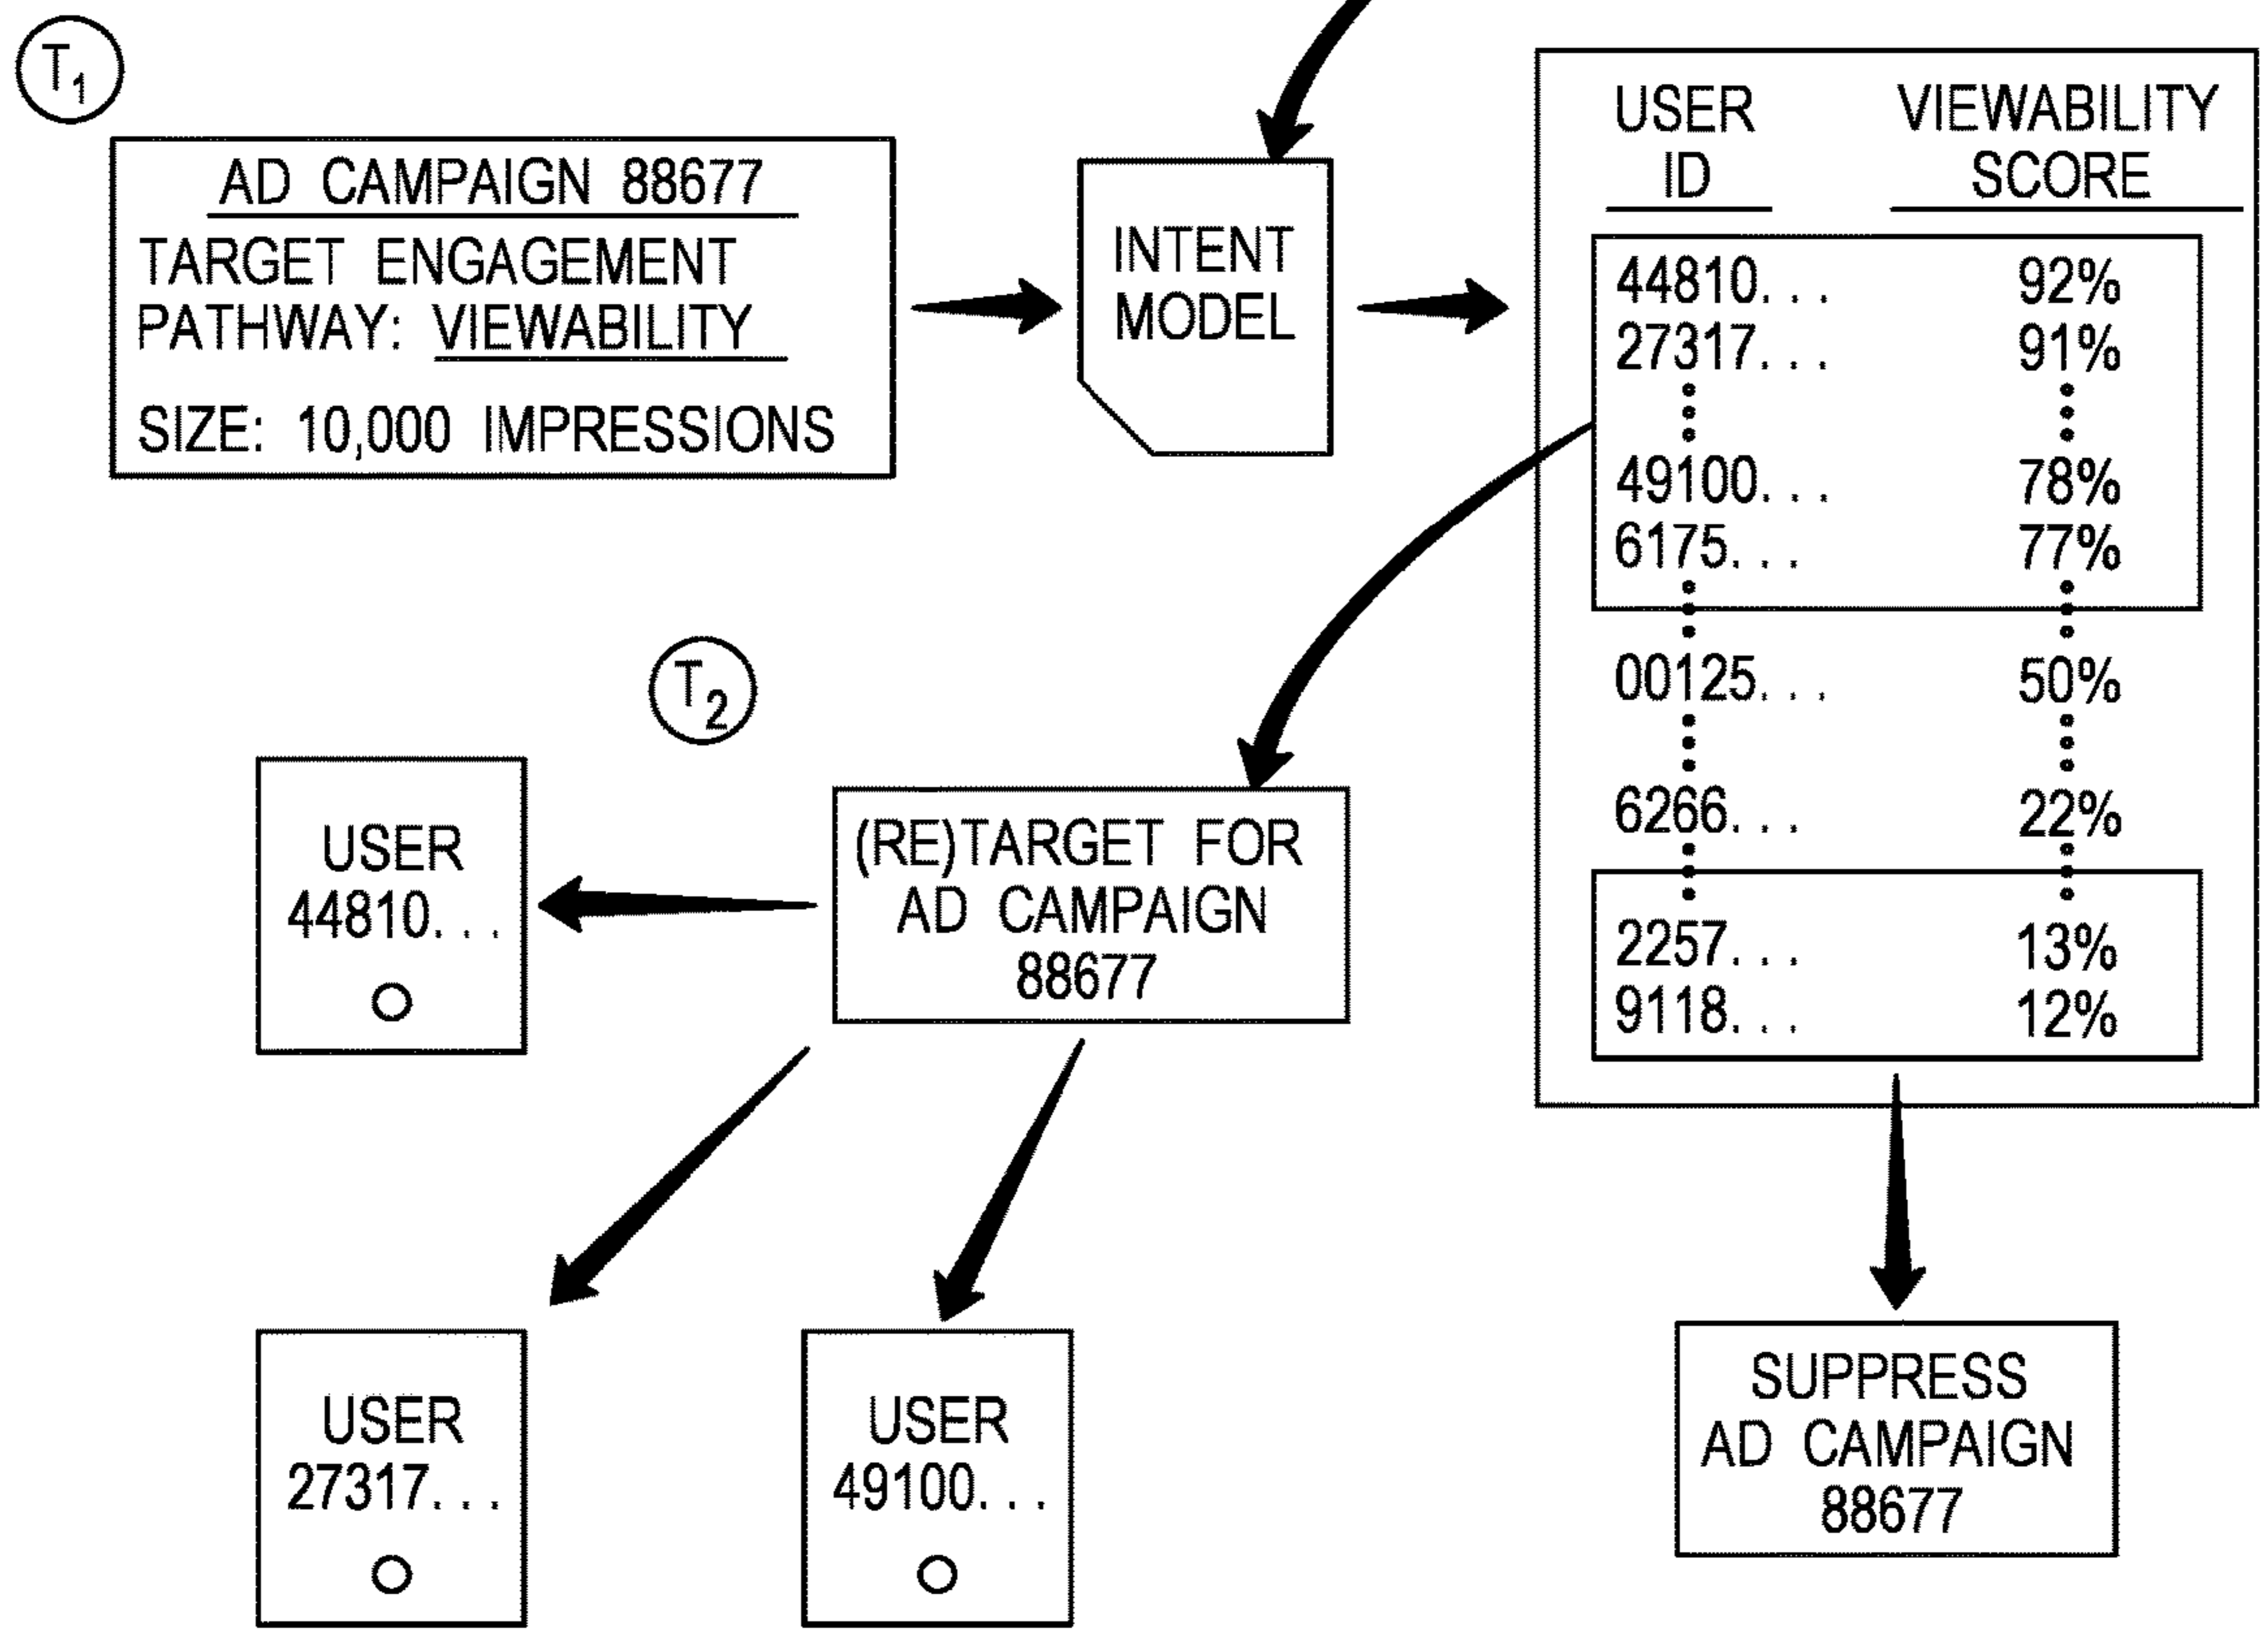 T1
AD CAMPAIGN 88677
TARGET ENGAGEMENT
PATHWAY: VIEWABILITY
SIZE: 10,000 IMPRESSIONS
INTENT
MODEL
USER ID VIEWABILITY SCORE
44810... 92%
27317... 91%
49100... 78%
6175... 77%
00125... 50%
6266... 22%
2257... 13%
9118... 12%
T2
(RE)TARGET FOR
AD CAMPAIGN
88677
USER
44810...
USER
27317...
USER
49100...
SUPPRESS
AD CAMPAIGN
88677